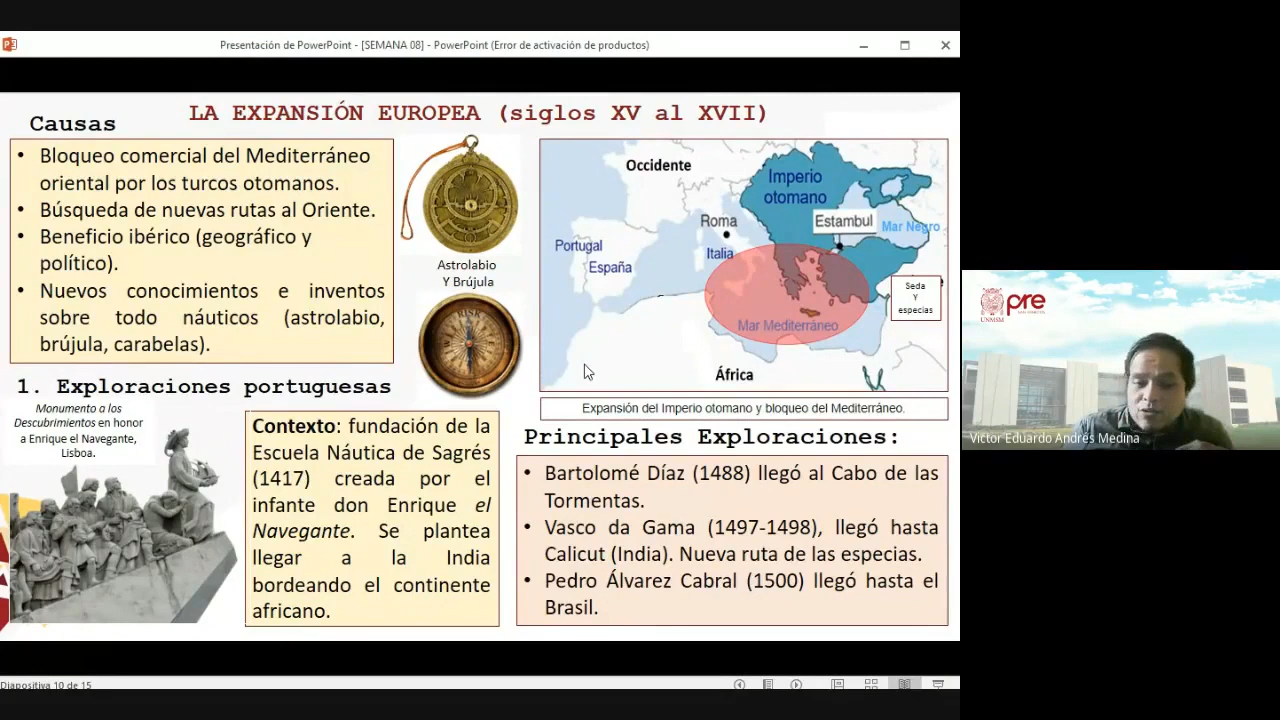 Presentación de PowerPoint - [SEMANA 08] - PowerPoint (Error de activación de productos)
LA EXPANSIÓN EUROPEA (siglos XV al XVII)
Causas
• Bloqueo comercial del Mediterráneo
oriental por los turcos otomanos.
• Búsqueda de nuevas rutas al Oriente.
• Beneficio ibérico (geográfico y
político).
• Nuevos conocimientos e inventos
sobre todo náuticos (astrolabio,
brújula, carabelas).
Astrolabio
Y Brújula
Occidente
Imperio
otomano
Roma
Estambul
Mar Negro
Portugal
Italia
España
Seda
Y
especias
Mar Mediterráneo
África
Expansión del Imperio otomano y bloqueo del Mediterráneo.
1. Exploraciones portuguesas
Monumento a los
Descubrimientos en honor
a Enrique el Navegante,
Lisboa.
Contexto: fundación de la
Escuela Náutica de Sagrés
(1417) creada por el
infante don Enrique el
Navegante. Se plantea
llegar a la India
bordeando el continente
africano.
Principales Exploraciones:
• Bartolomé Díaz (1488) llegó al Cabo de las
Tormentas.
• Vasco da Gama (1497-1498), llegó hasta
Calicut (India). Nueva ruta de las especias.
• Pedro Álvarez Cabral (1500) llegó hasta el
Brasil.
Diapositiva 10 de 15
UNMSM
pre
Victor Eduardo Andres Medina